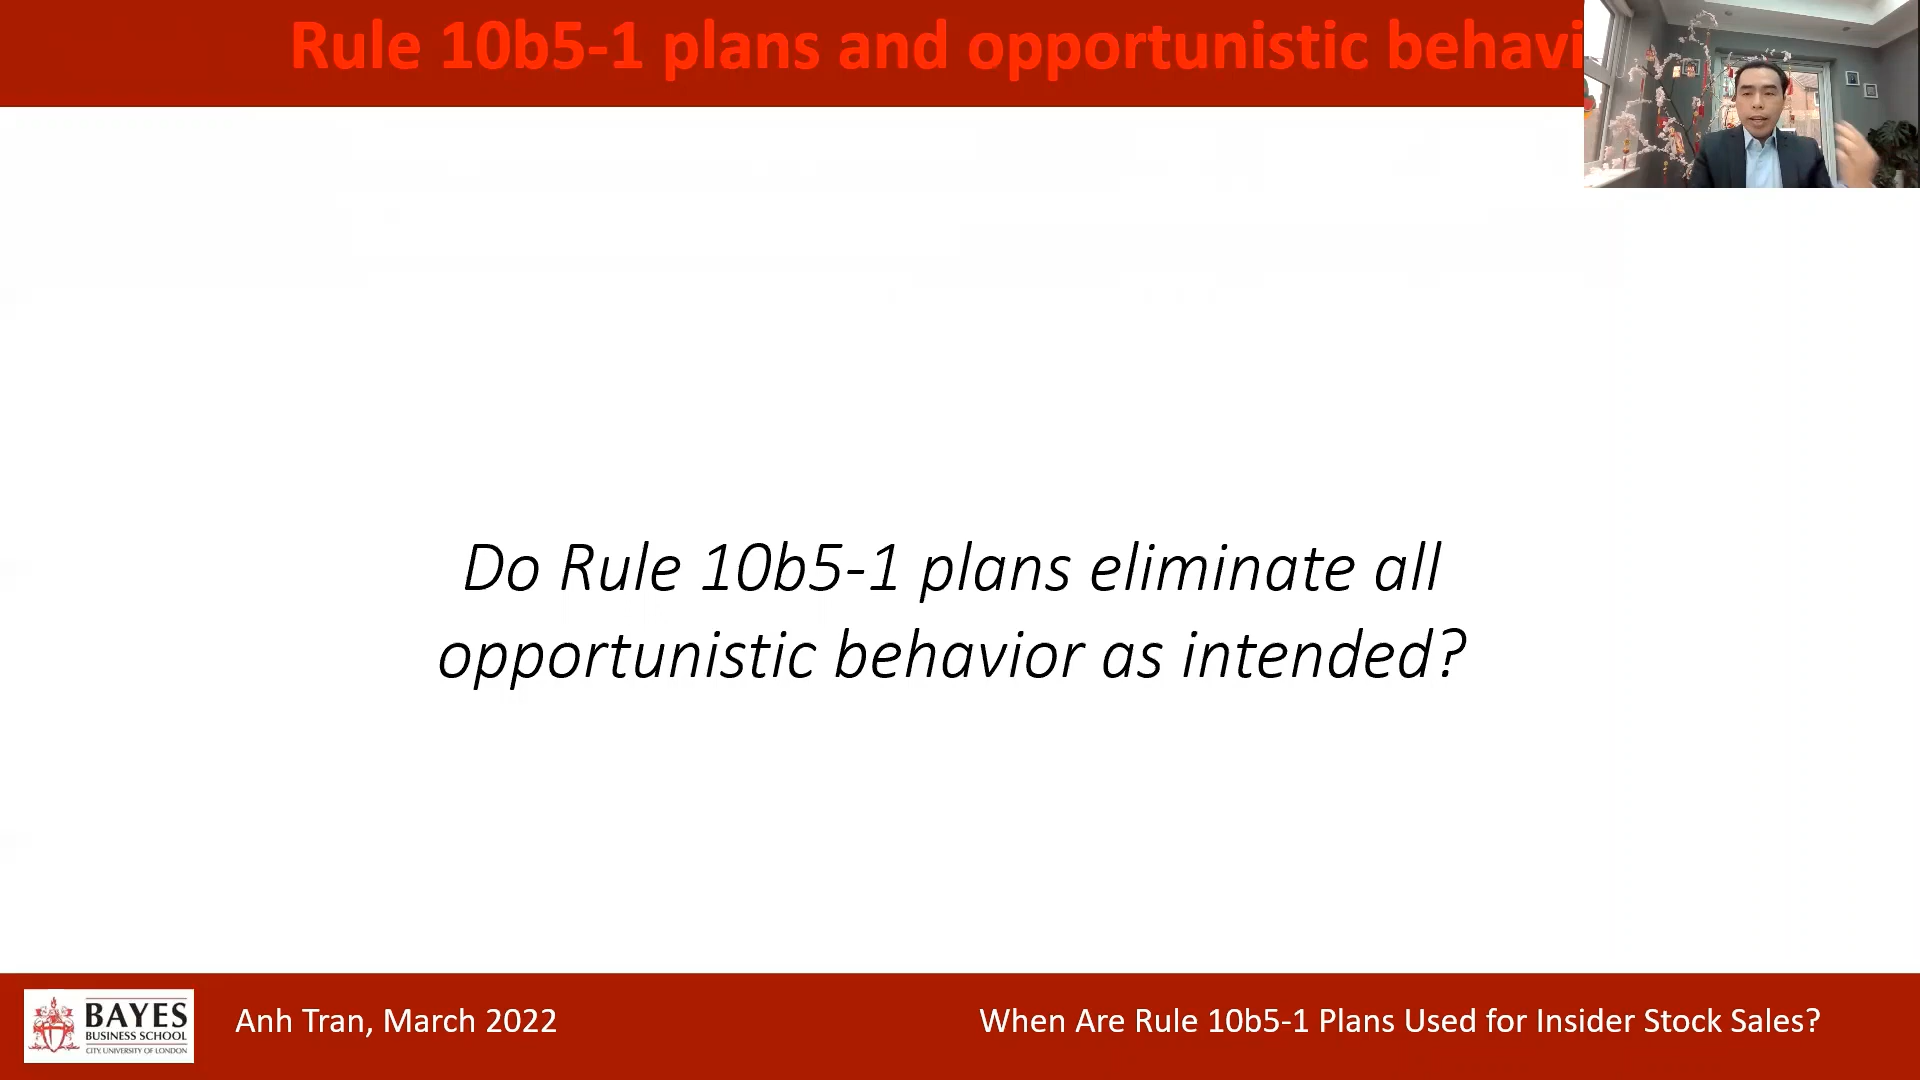 Rule 10b5-1 plans and opportunistic behavi
Do Rule 10b5-1 plans eliminate all
opportunistic behavior as intended?
BAYES
BUSINESS SCHOOL
CITY, UNIVERSITY OF LONDON
Anh Tran, March 2022
When Are Rule 10b5-1 Plans Used for Insider Stock Sales?